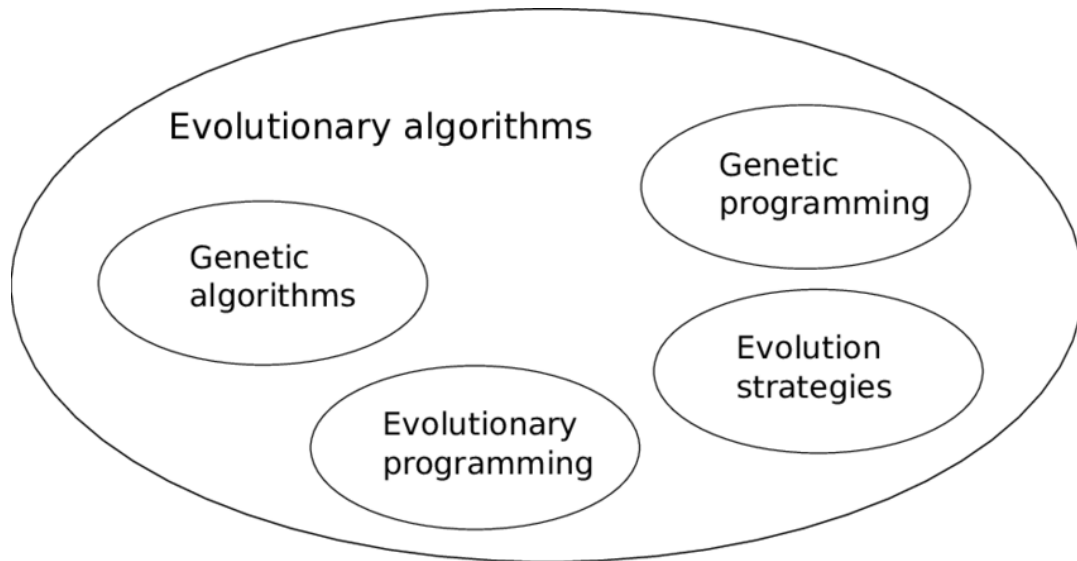 Evolutionary algorithms
Genetic
programming
Genetic
algorithms
Evolution
strategies
Evolutionary
programming